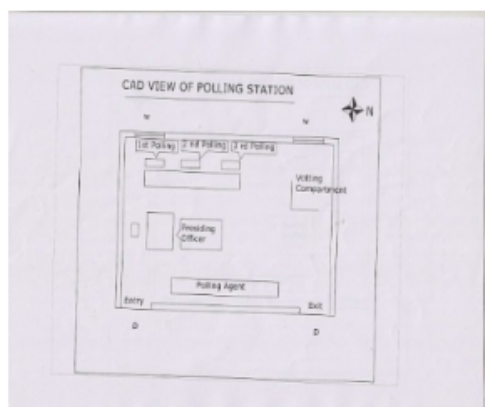 CAD VIEW OF POLLING STATION
N
W W
1st Polling 2 nd Polling 3 rd Polling
Voting
Compartment
Presiding
Officer
Polling Agent
Entry Exit
D D